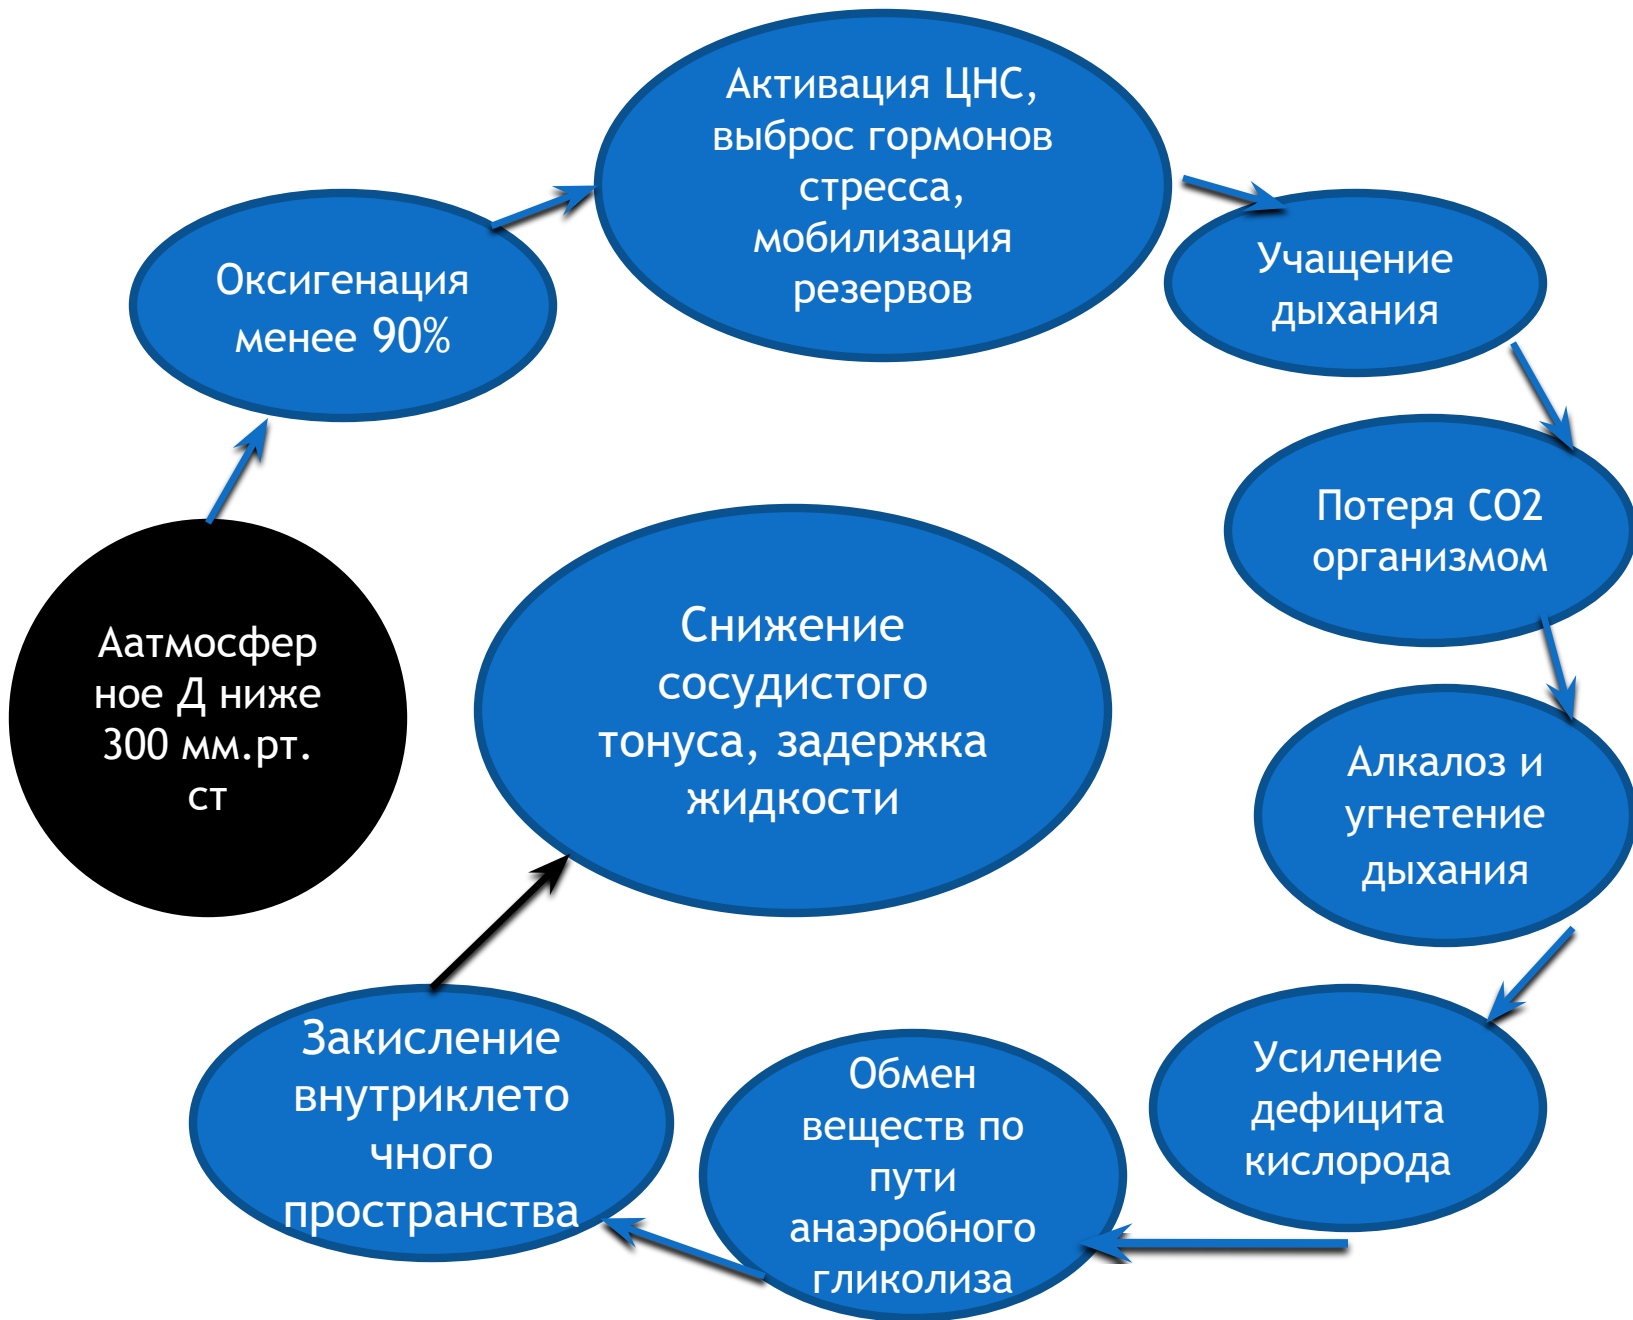 Активация ЦНС,
выброс гормонов
стресса,
мобилизация
резервов
Оксигенация
менее 90%
Учащение
дыхания
Потеря СО2
организмом
Аатмосфер
ное Д ниже
300 мм.рт.
ст
Снижение
сосудистого
тонуса, задержка
жидкости
Алкалоз и
угнетение
дыхания
Усиление
дефицита
кислорода
Обмен
веществ по
пути
анаэробного
гликолиза
Закисление
внутриклето
чного
пространства